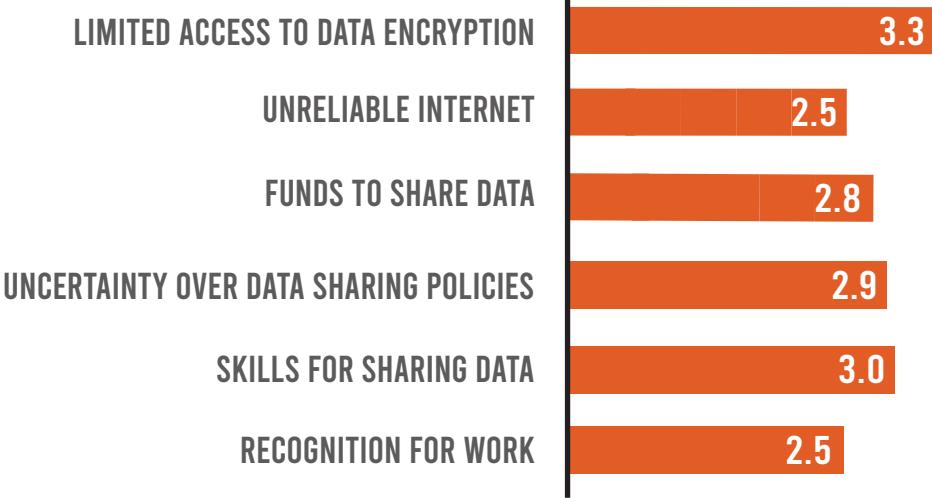 LIMITED ACCESS TO DATA ENCRYPTION 3.3
UNRELIABLE INTERNET 2.5
FUNDS TO SHARE DATA 2.8
UNCERTAINTY OVER DATA SHARING POLICIES 2.9
SKILLS FOR SHARING DATA 3.0
RECOGNITION FOR WORK 2.5